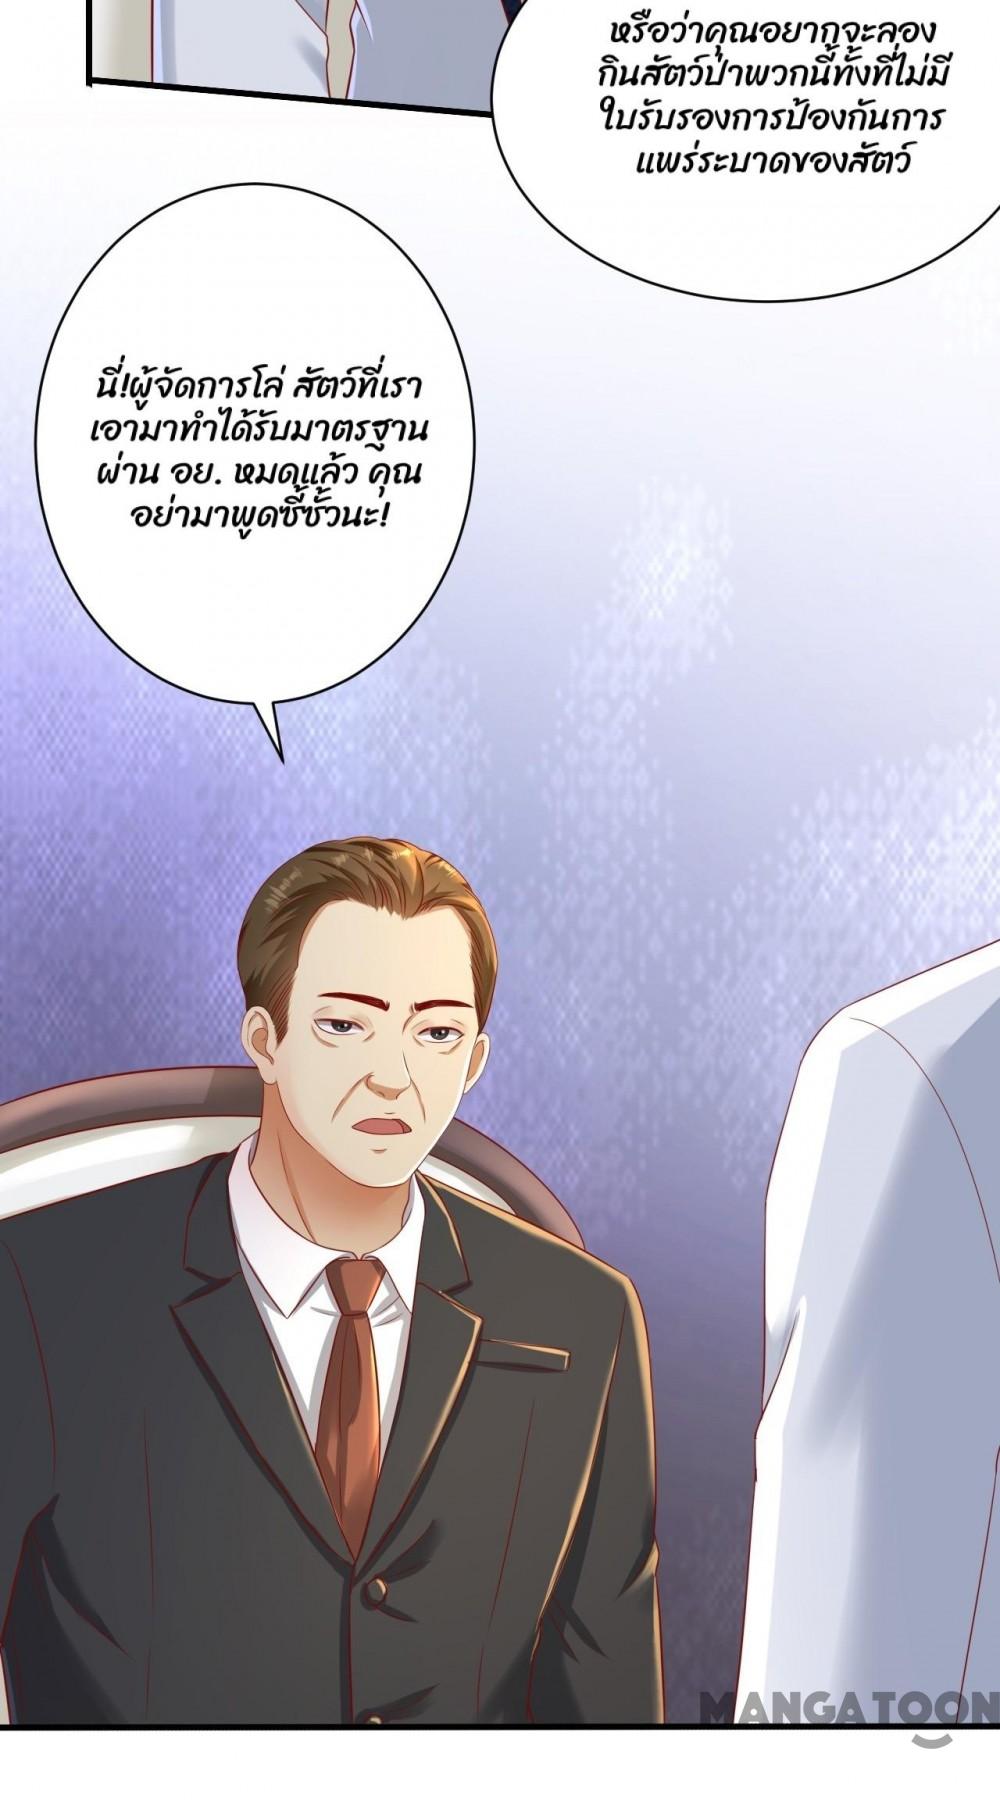 หรือว่าคุณอยากจะลอง
กินสัตว์ป่าพวกนี้ทั้งที่ไม่มี
ใบรับรองการป้องกันการ
แพร่ระบาดของสัตว์
นี่!ผู้จัดการโล่ สัตว์ที่เรา
เอามาทำได้รับมาตรฐาน
ผ่าน อย. หมดแล้ว คุณ
อย่ามาพูดซี้ซั้วนะ!
MANGATOON